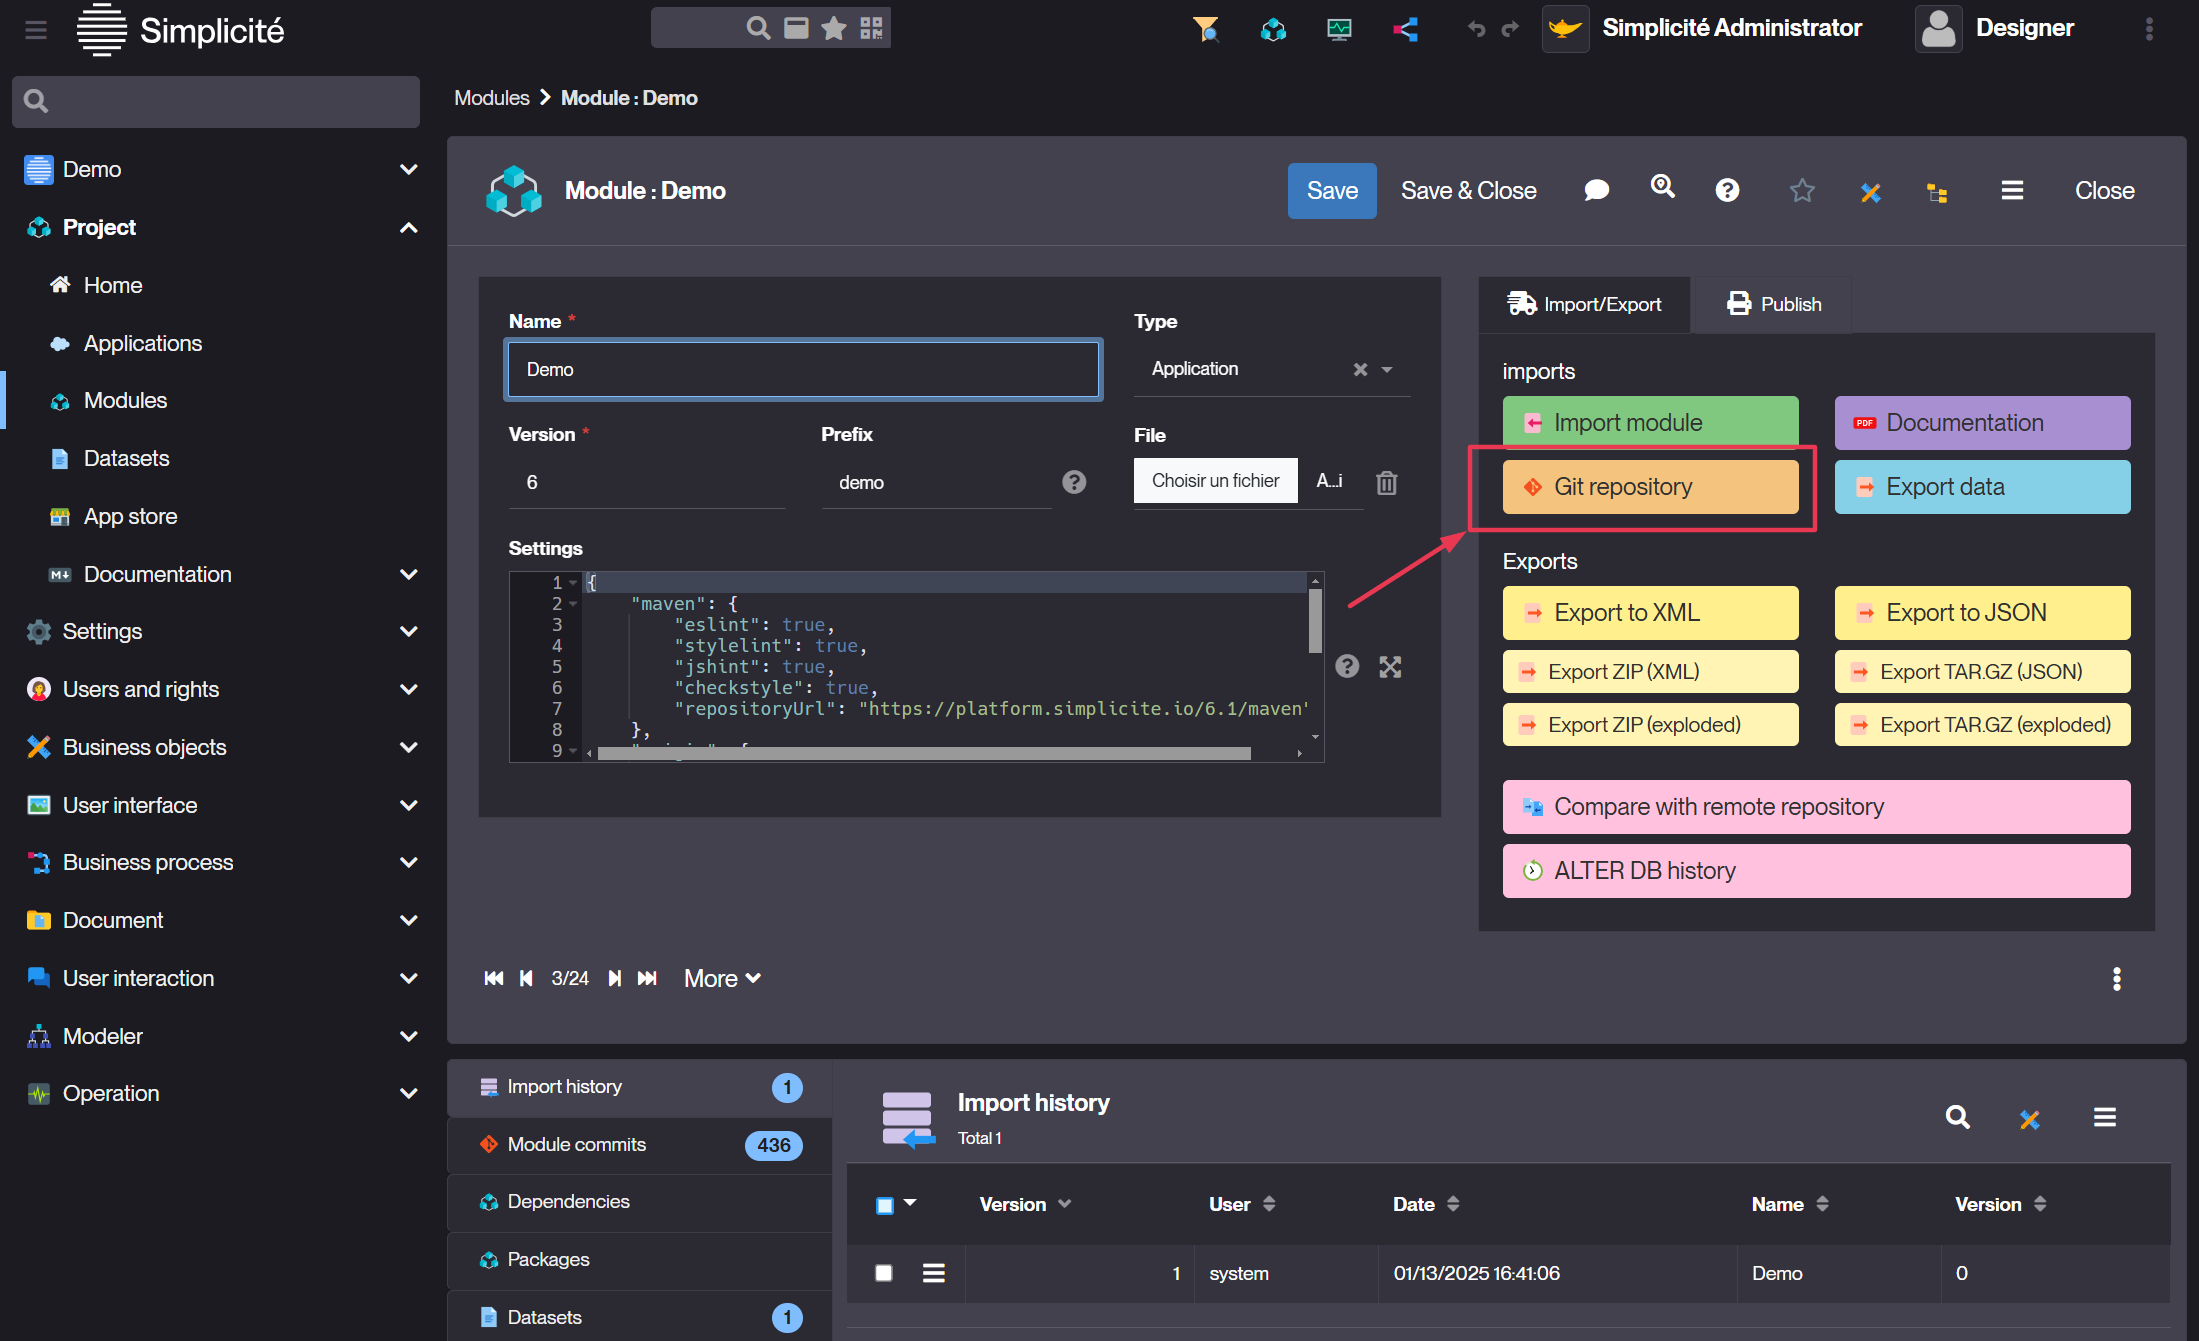 Simplicité
Simplicité Administrator
Designer
Modules
Module : Demo
Demo
Project
Home
Applications
Modules
Datasets
App store
Documentation
Settings
Users and rights
Business objects
User interface
Business process
Document
User interaction
Modeler
Operation
Module : Demo
Save
Save & Close
Close
Name *
Demo
Type
Application
Version *
6
Prefix
demo
File
Choisir un fichier
A...i
Settings
1 {
2 "maven": {
3 "eslint": true,
4 "stylelint": true,
5 "jshint": true,
6 "checkstyle": true,
7 "repositoryUrl": "https://platform.simplicite.io/6.1/maven"
8 },
9
Import/Export
Publish
imports
Import module
PDF Documentation
Git repository
Export data
Exports
Export to XML
Export to JSON
Export ZIP (XML)
Export TAR.GZ (JSON)
Export ZIP (exploded)
Export TAR.GZ (exploded)
Compare with remote repository
ALTER DB history
3/24
More
Import history 1
Module commits 436
Dependencies
Packages
Datasets 1
Import history
Total 1
Version User Date Name Version
1 system 01/13/2025 16:41:06 Demo 0